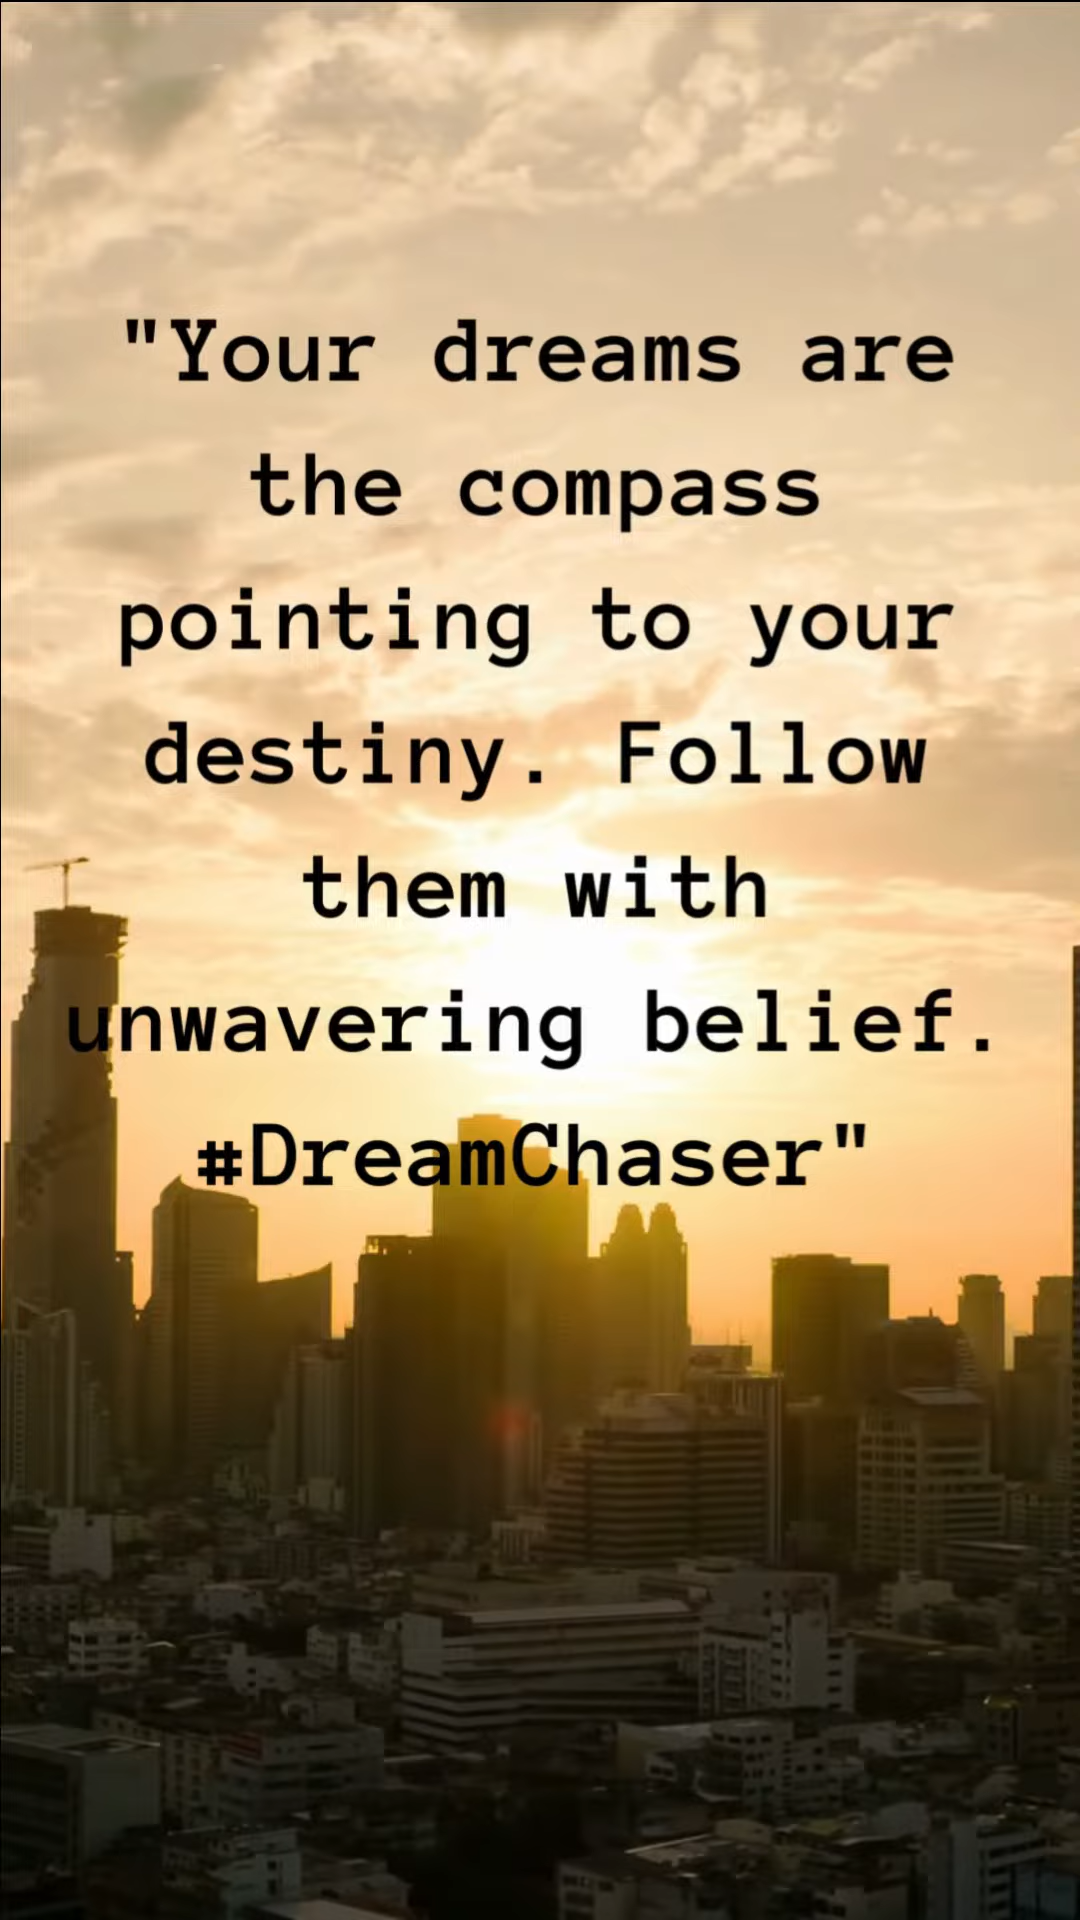 "Your dreams are
the compass
pointing to your
destiny. Follow
them with
unwavering belief.
#DreamChaser"